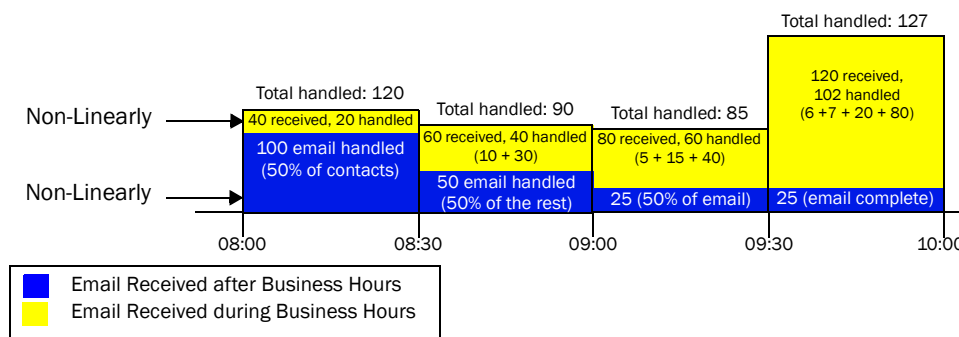 Total handled: 127
Total handled: 120
Total handled: 90
Total handled: 85
Non-Linearly
40 received, 20 handled
100 email handled
(50% of contacts)
60 received, 40 handled
(10 + 30)
80 received, 60 handled
(5 + 15 + 40)
120 received,
102 handled
(6 +7 + 20 + 80)
Non-Linearly
50 email handled
(50% of the rest)
25 (50% of email)
25 (email complete)
08:00
08:30
09:00
09:30
10:00
Email Received after Business Hours
Email Received during Business Hours